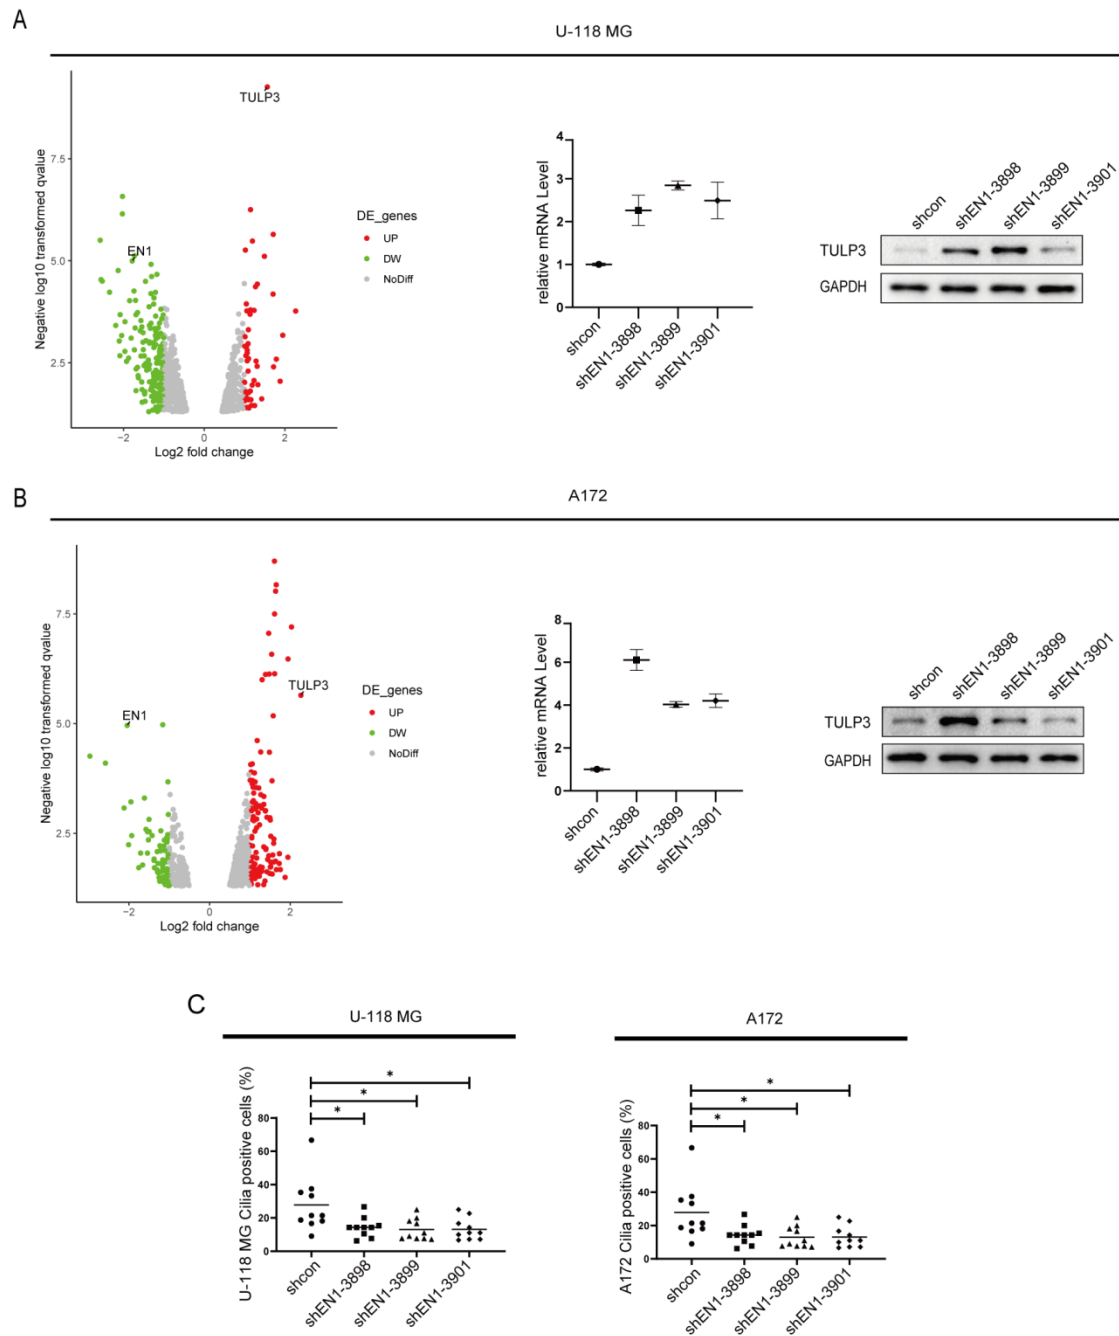 A
U-118 MG
TULP3
7.5
5.0
2.5
EN1
Negative log10 transformed qvalue
−2
0
2
Log2 fold change
DE_genes
UP
DW
NoDiff
4
3
2
1
0
relative mRNA Level
shcon
shEN1-3898
shEN1-3899
shEN1-3901
shcon
shEN1-3898
shEN1-3899
shEN1-3901
TULP3
GAPDH
B
A172
7.5
5.0
2.5
TULP3
EN1
Negative log10 transformed qvalue
−2
0
2
Log2 fold change
DE_genes
UP
DW
NoDiff
8
6
4
2
0
relative mRNA Level
shcon
shEN1-3898
shEN1-3899
shEN1-3901
shcon
shEN1-3898
shEN1-3899
shEN1-3901
TULP3
GAPDH
C
U-118 MG
*
*
*
80
60
40
20
0
U-118 MG Cilia positive cells (%)
shcon
shEN1-3898
shEN1-3899
shEN1-3901
A172
*
*
*
80
60
40
20
0
A172 Cilia positive cells (%)
shcon
shEN1-3898
shEN1-3899
shEN1-3901